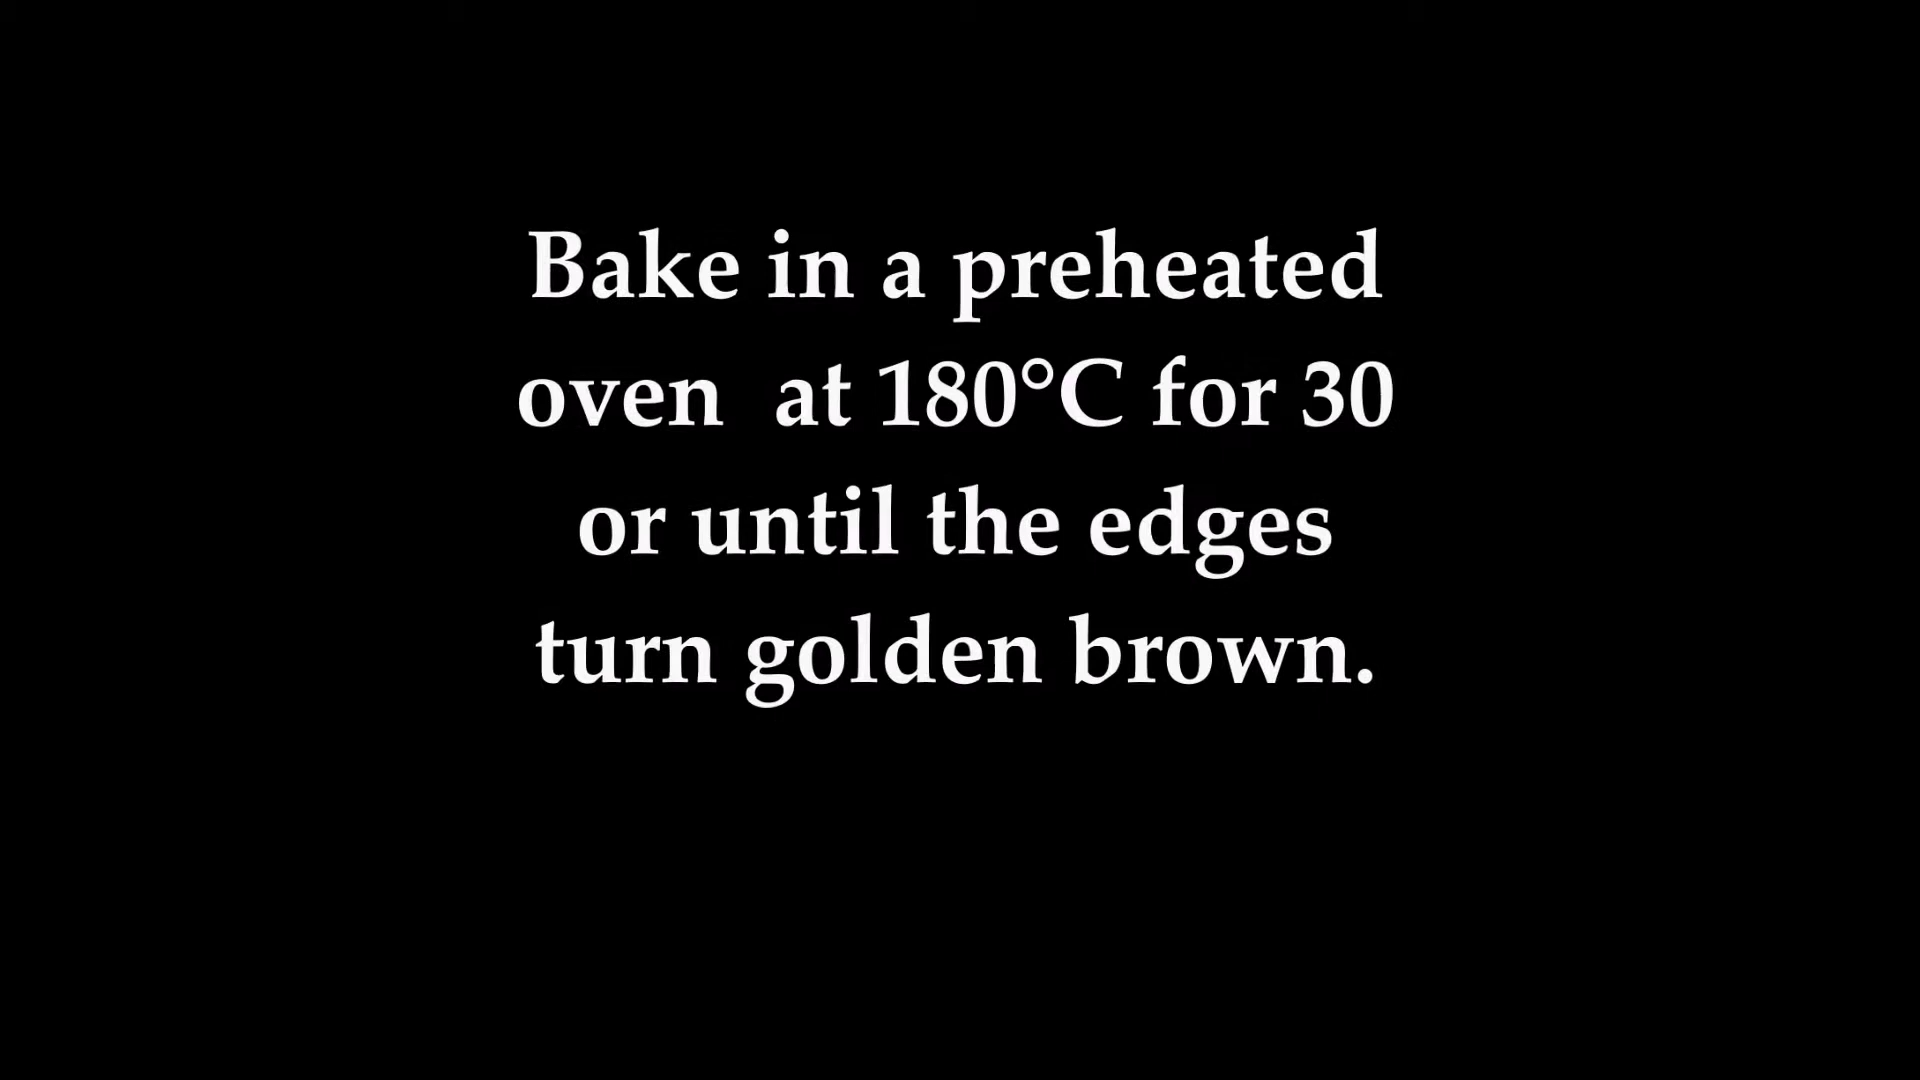 Bake in a preheated
oven  at 180°C for 30
or until the edges
turn golden brown.